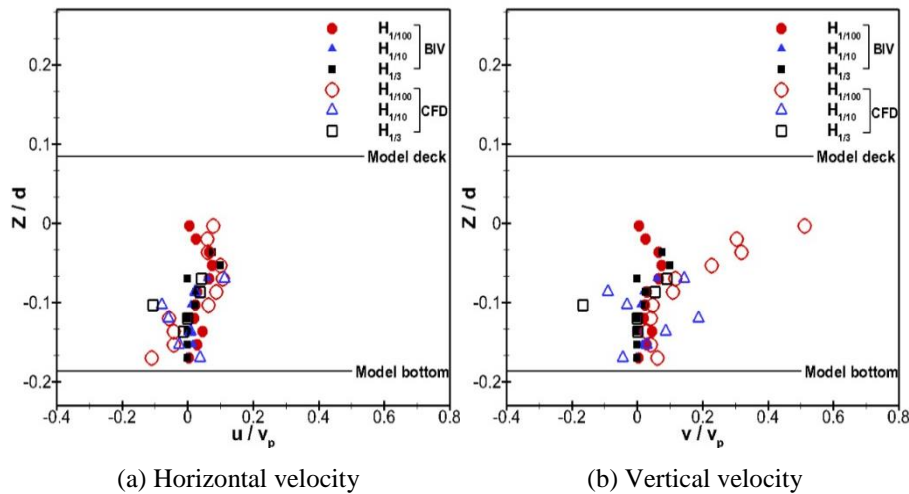 H1/100
H1/10 BIV
H1/3
H1/100
H1/10 CFD
H1/3
0.2
0.1
0
-0.1
-0.2
Z / d
Model deck
Model bottom
-0.4 -0.2 0 0.2 0.4 0.6 0.8
u / vp
(a) Horizontal velocity
H1/100
H1/10 BIV
H1/3
H1/100
H1/10 CFD
H1/3
0.2
0.1
0
-0.1
-0.2
Z / d
Model deck
Model bottom
-0.4 -0.2 0 0.2 0.4 0.6 0.8
v / vp
(b) Vertical velocity